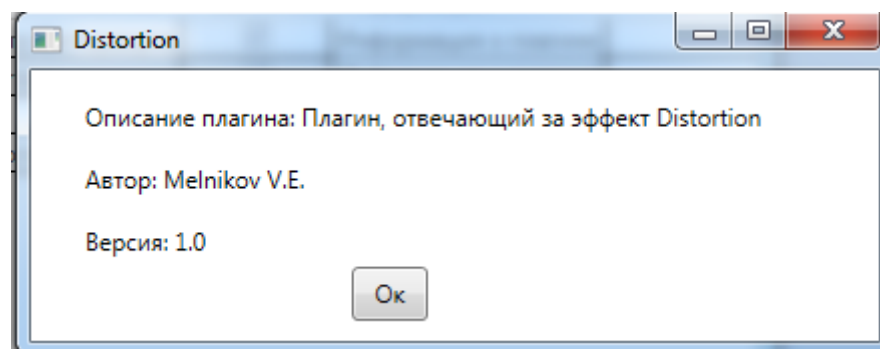 Distortion
Описание плагина: Плагин, отвечающий за эффект Distortion
Автор: Melnikov V.E.
Версия: 1.0
Ок